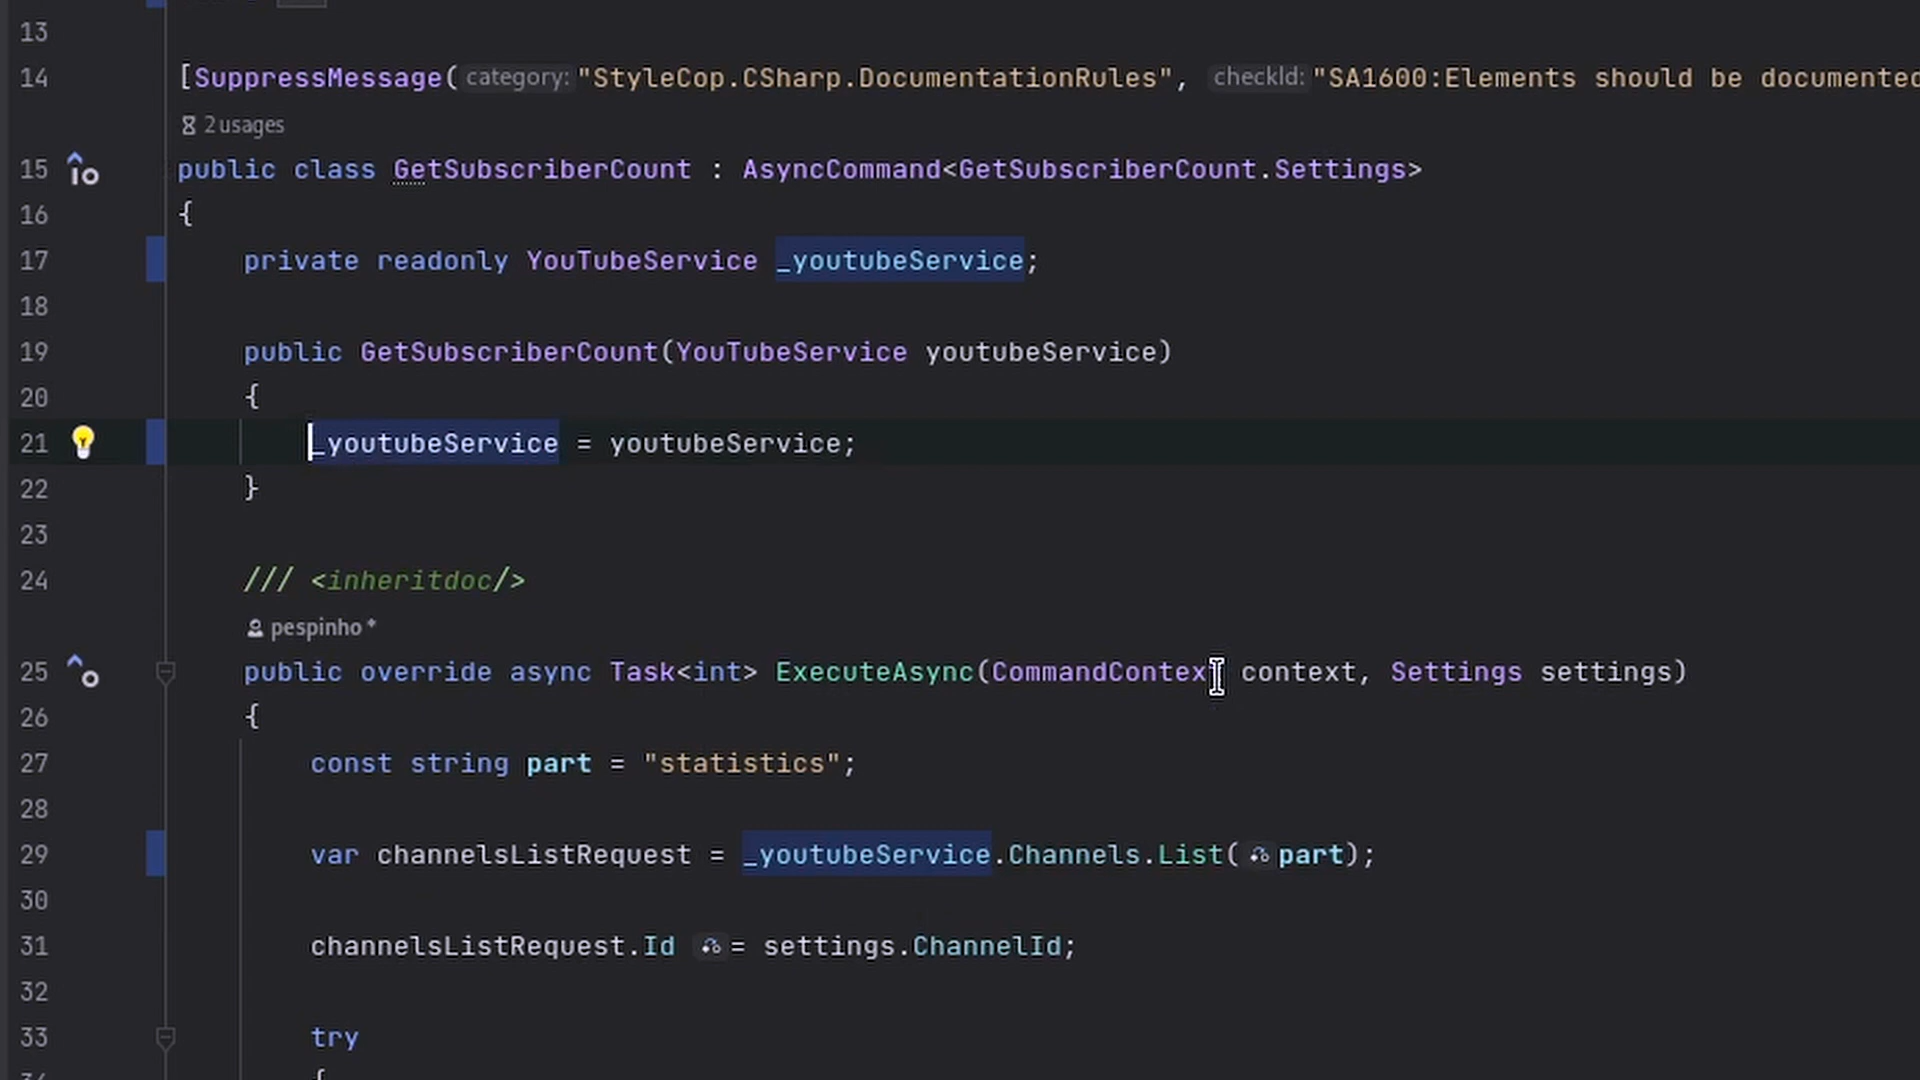 13
14 [SuppressMessage( category: "StyleCop.CSharp.DocumentationRules", checkId: "SA1600:Elements should be documented
2 usages
15 public class GetSubscriberCount : AsyncCommand<GetSubscriberCount.Settings>
16 {
17 private readonly YouTubeService _youtubeService;
18
19 public GetSubscriberCount(YouTubeService youtubeService)
20 {
21 _youtubeService = youtubeService;
22 }
23
24 /// <inheritdoc/>
pespinho *
25 public override async Task<int> ExecuteAsync(CommandContext context, Settings settings)
26 {
27 const string part = "statistics";
28
29 var channelsListRequest = _youtubeService.Channels.List( part);
30
31 channelsListRequest.Id = settings.ChannelId;
32
33 try
{